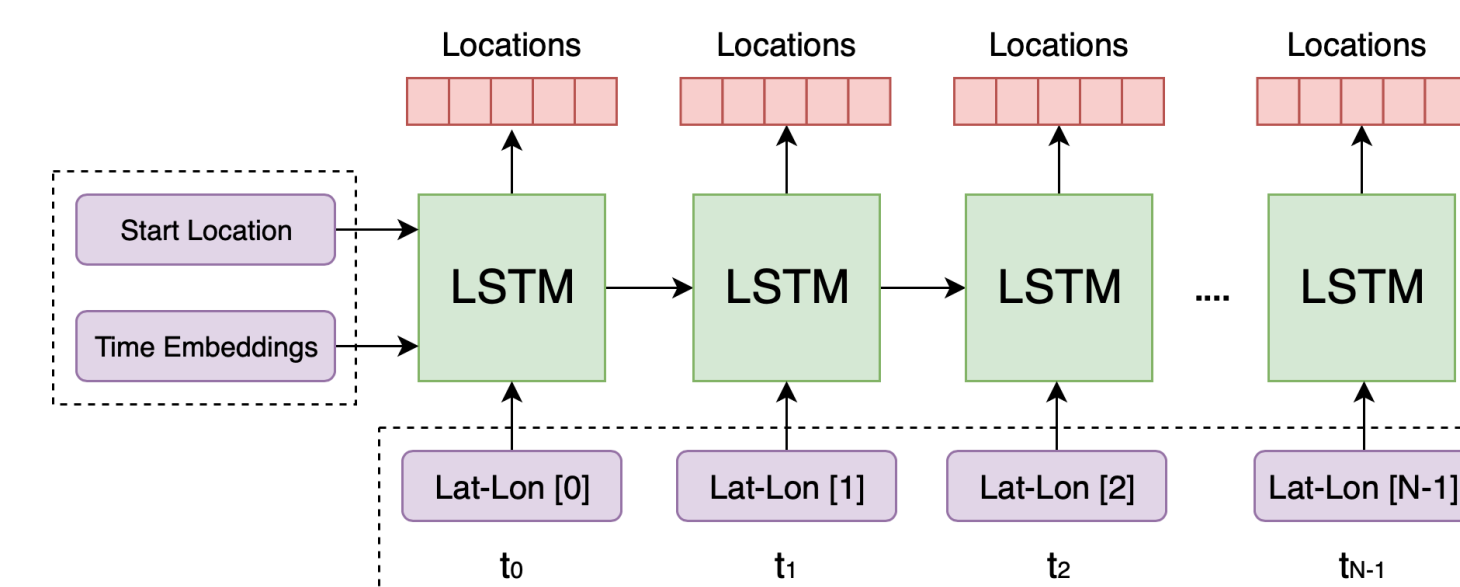 Locations Locations Locations Locations
Start Location
LSTM LSTM LSTM .... LSTM
Time Embeddings
Lat-Lon [0] Lat-Lon [1] Lat-Lon [2] Lat-Lon [N-1]
t0 t1 t2 tN-1